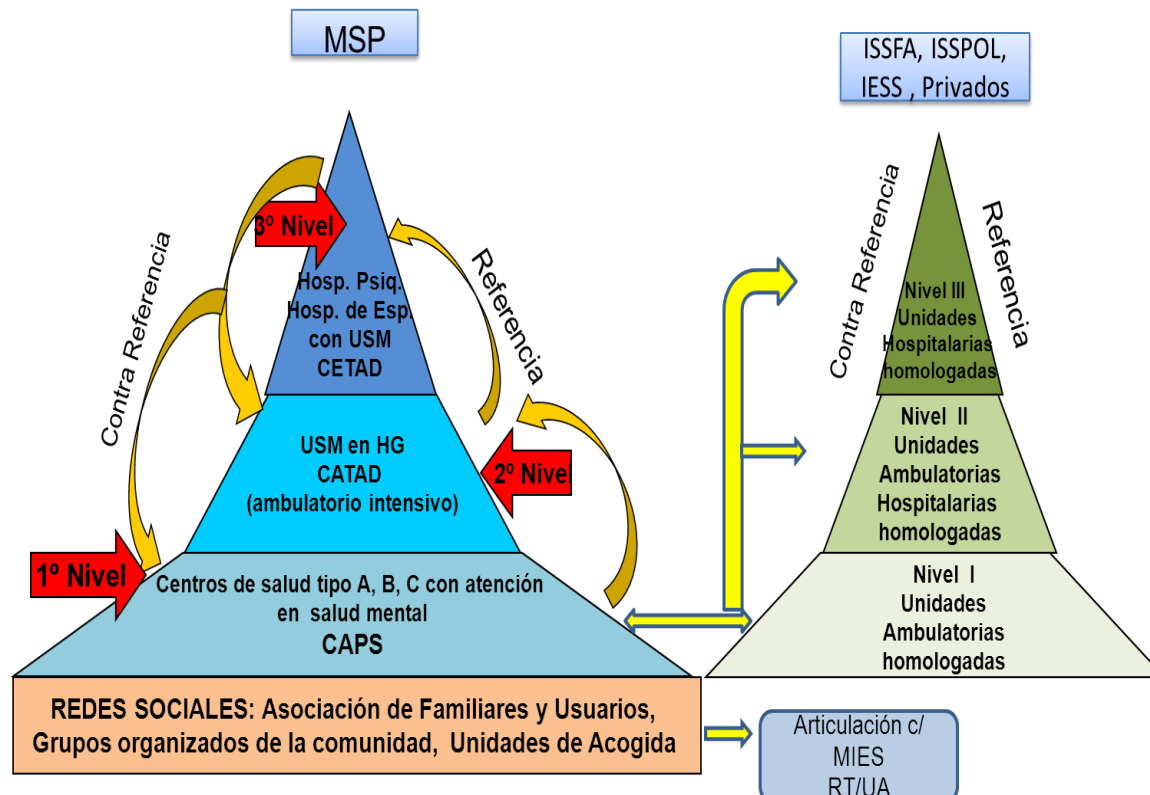 MSP
ISSFA, ISSPOL,
IESS , Privados
3º Nivel
Hosp. Psiq.
Hosp. de Esp.
con USM
CETAD
Contra Referencia
Referencia
USM en HG
CATAD
(ambulatorio intensivo)
2º Nivel
1º Nivel
Centros de salud tipo A, B, C con atención
en salud mental
CAPS
REDES SOCIALES: Asociación de Familiares y Usuarios,
Grupos organizados de la comunidad, Unidades de Acogida
Contra Referencia
Referencia
Nivel III
Unidades
Hospitalarias
homologadas
Nivel II
Unidades
Ambulatorias
Hospitalarias
homologadas
Nivel I
Unidades
Ambulatorias
homologadas
Articulación c/
MIES
RT/UA